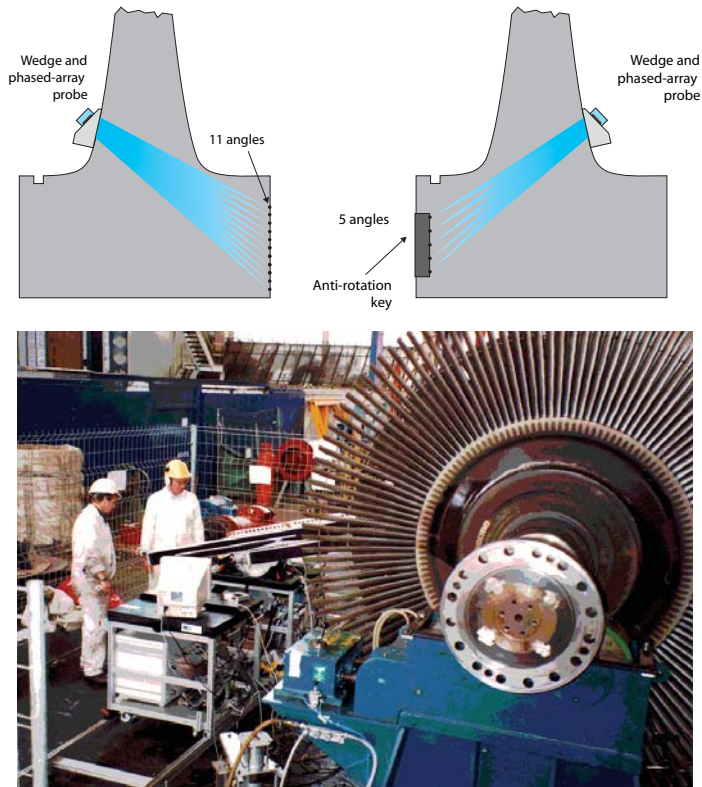 Wedge and
phased-array
probe
11 angles
Wedge and
phased-array
probe
5 angles
Anti-rotation
key